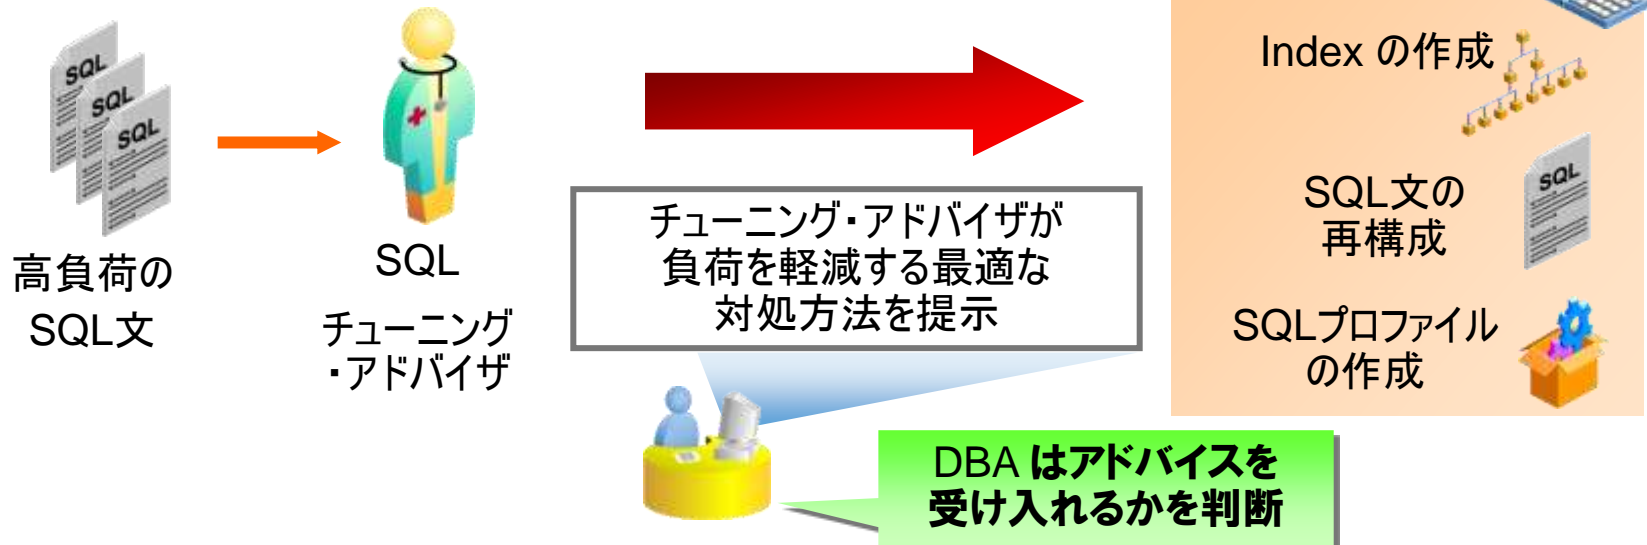 SQL
SQL
SQL
高負荷の
SQL文
SQL
チューニング
・アドバイザ
チューニング・アドバイザが
負荷を軽減する最適な
対処方法を提示
Index の作成
SQL文の
再構成
SQL
SQLプロファイル
の作成
DBA はアドバイスを
受け入れるかを判断